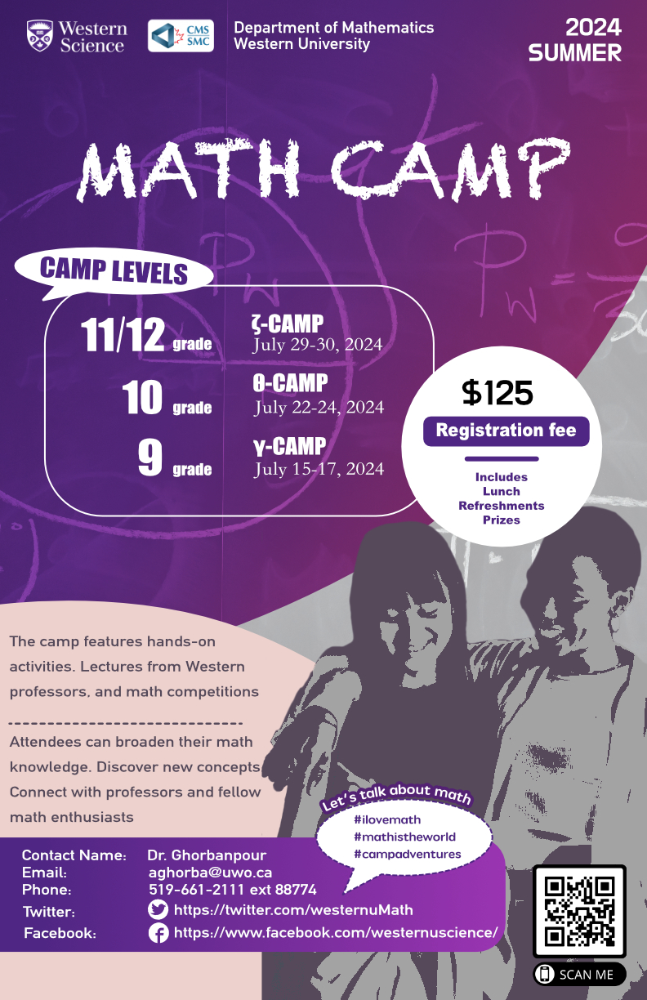 Western
Science
CMS
SMC
Department of Mathematics
Western University
2024
SUMMER
MATH CAMP
CAMP LEVELS
11/12 grade
ζ-CAMP
July 29-30, 2024
10 grade
θ-CAMP
July 22-24, 2024
9 grade
γ-CAMP
July 15-17, 2024
$125
Registration fee
Includes
Lunch
Refreshments
Prizes
P
W
P
W
=
The camp features hands-on
activities. Lectures from Western
professors, and math competitions
Attendees can broaden their math
knowledge. Discover new concepts
Connect with professors and fellow
math enthusiasts
Let's talk about math
#ilovemath
#mathistheworld
#campadventures
Contact Name: Dr. Ghorbanpour
Email: aghorba@uwo.ca
Phone: 519-661-2111 ext 88774
Twitter: https://twitter.com/westernuMath
Facebook: https://www.facebook.com/westernuscience/
SCAN ME